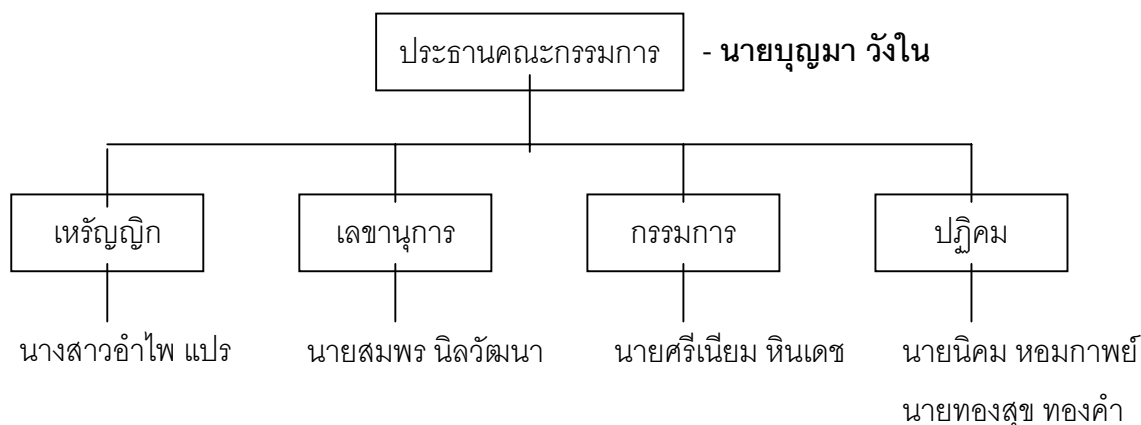 ประธานคณะกรรมการ - นายบุญมา วังใน
เหรัญญิก เลขานุการ กรรมการ ปฏิคม
นางสาวอำไพ แปร นายสมพร นิลวัฒนา นายศรีเนียม หินเดช นายนิคม หอมกาพย์
นายทองสุข ทองคำ